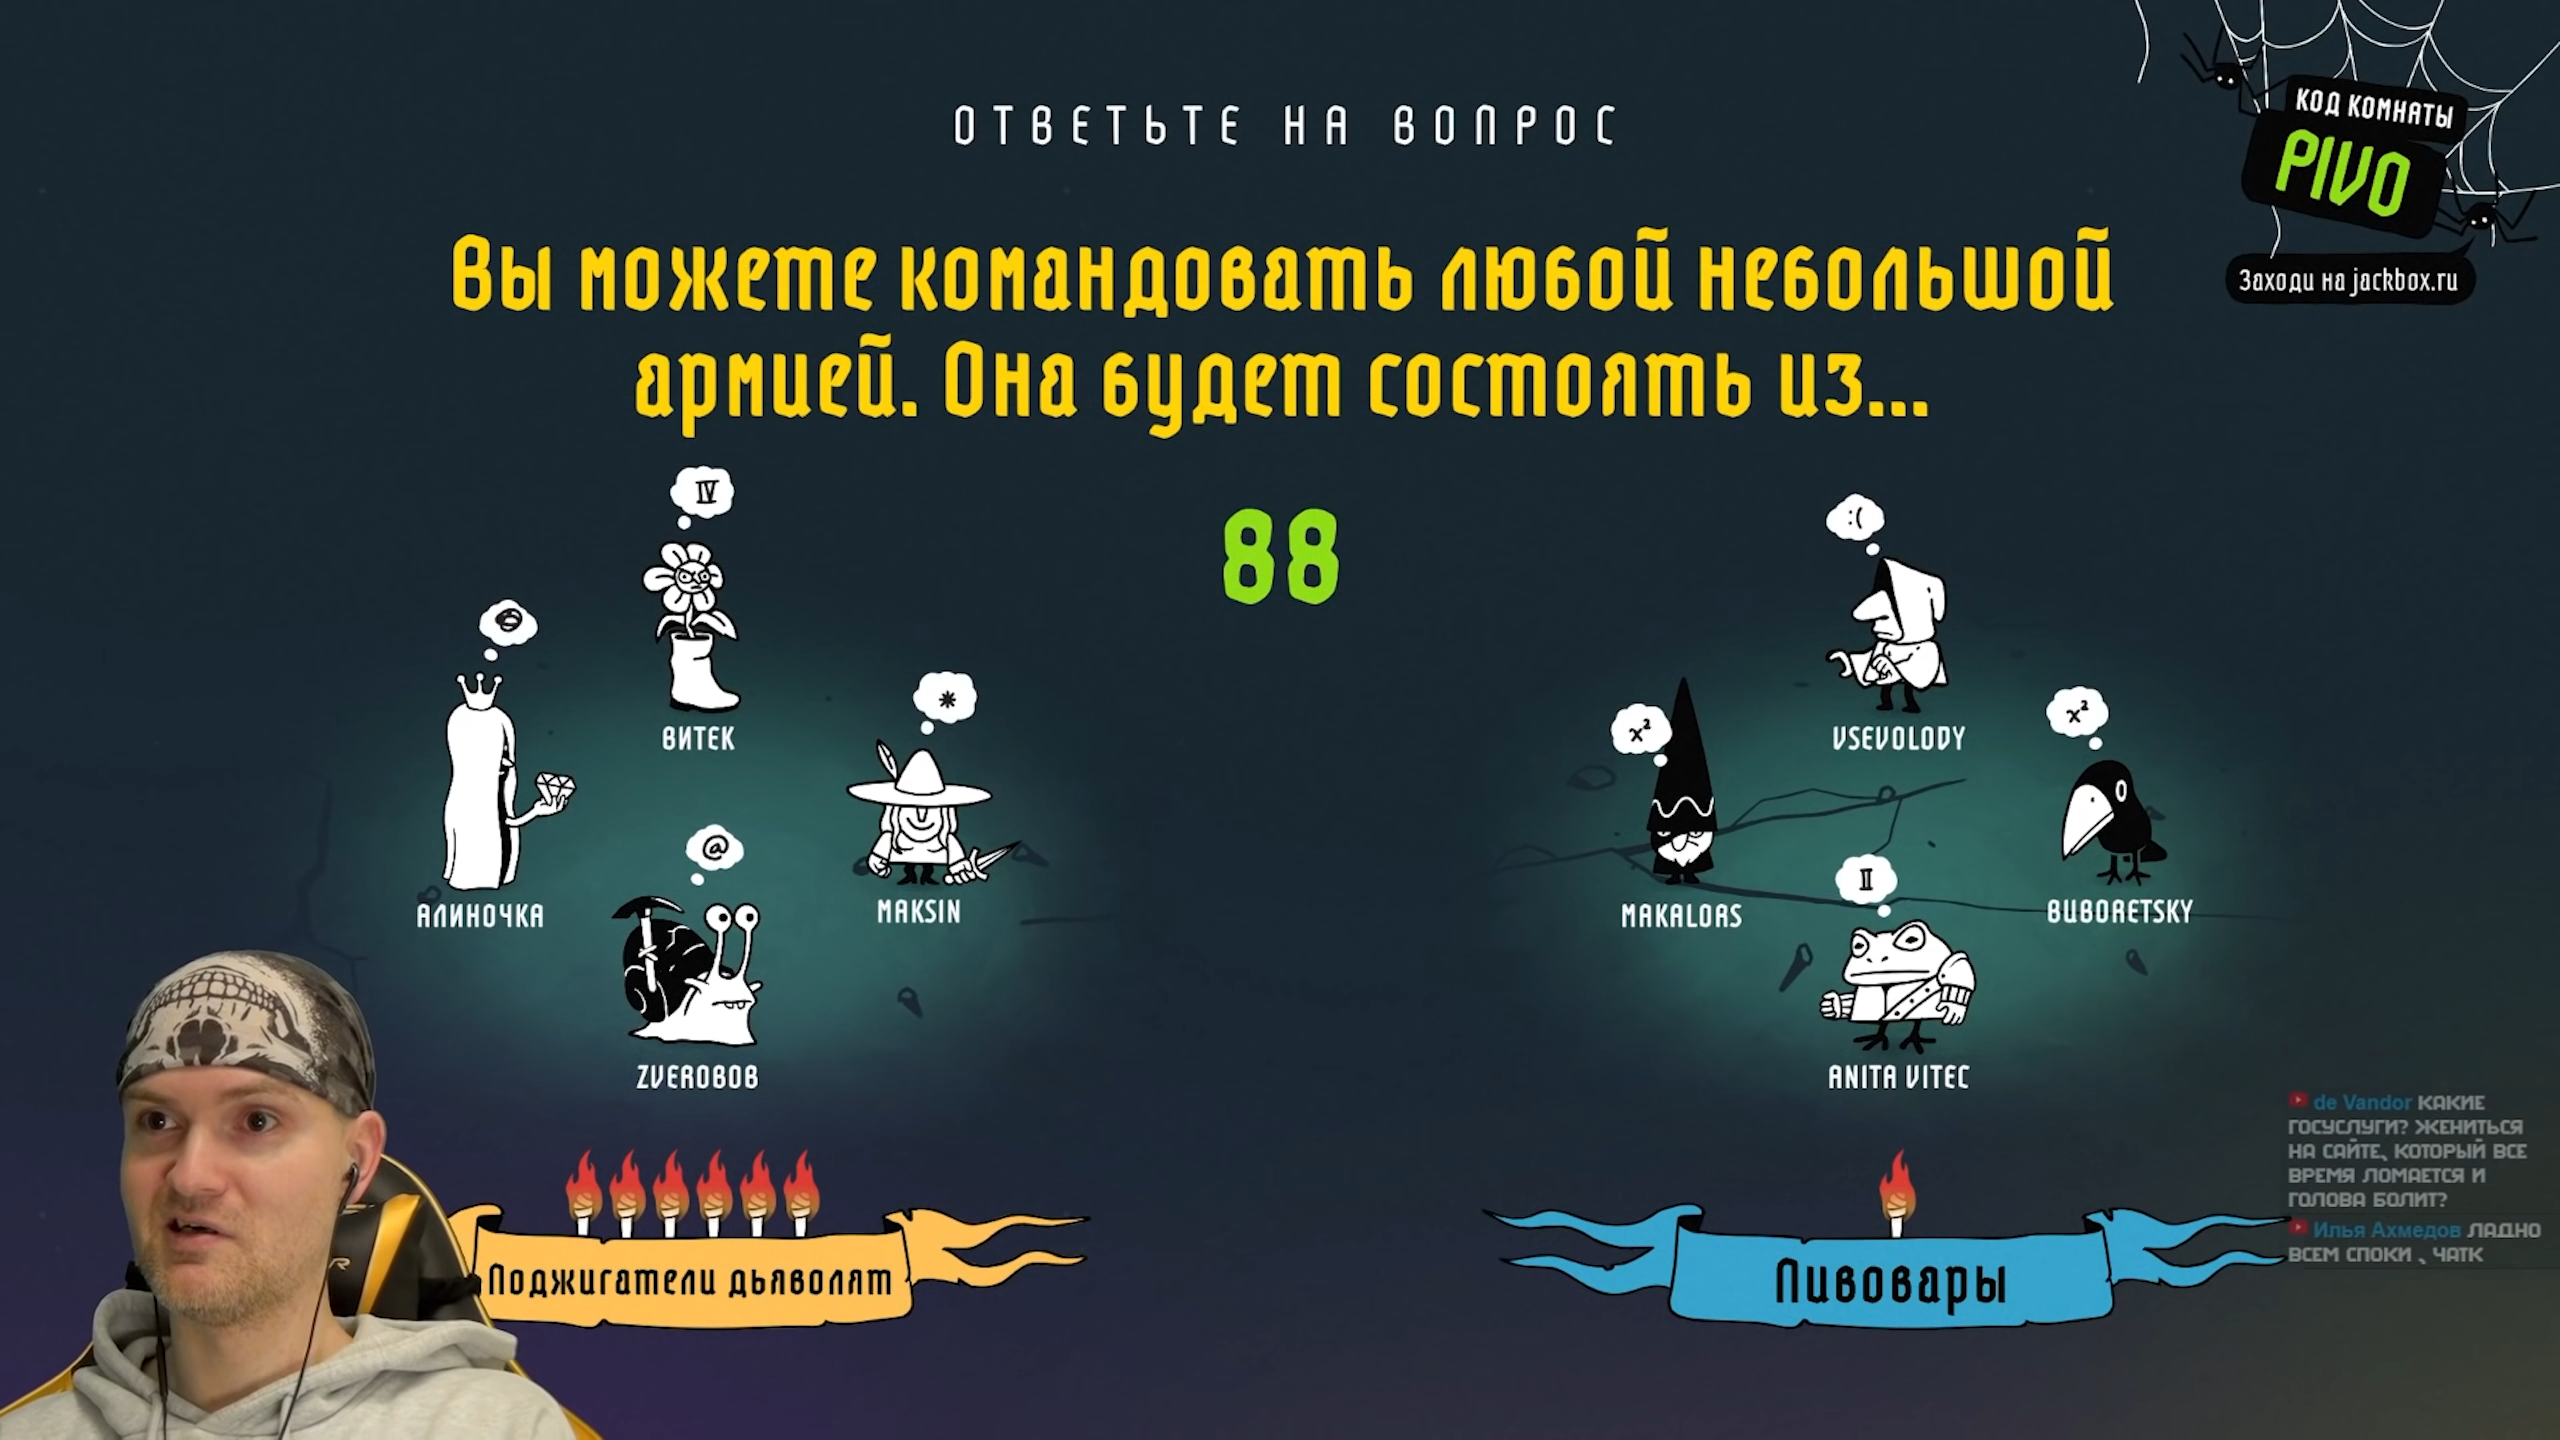 ОТВЕТЬТЕ НА ВОПРОС
КОД КОМНАТЫ
PIVO
Заходи на jackbox.ru
Вы можете командовать любой небольшой
армией. Она будет состоять из...
88
IV
ВИТЕК
АЛИНОЧКА
*
MAKSIN
@
ZVEROBOB
:(
VSEVOLODY
x²
MAKALORS
x²
BUBORETSKY
II
ANITA VITEC
Поджигатели дьяволят
Пивовары
de Vandor КАКИЕ
ГОСУСЛУГИ? ЖЕНИТЬСЯ
НА САЙТЕ, КОТОРЫЙ ВСЕ
ВРЕМЯ ЛОМАЕТСЯ И
ГОЛОВА БОЛИТ?
Илья Ахмедов ЛАДНО
ВСЕМ СПОКИ , ЧАТК